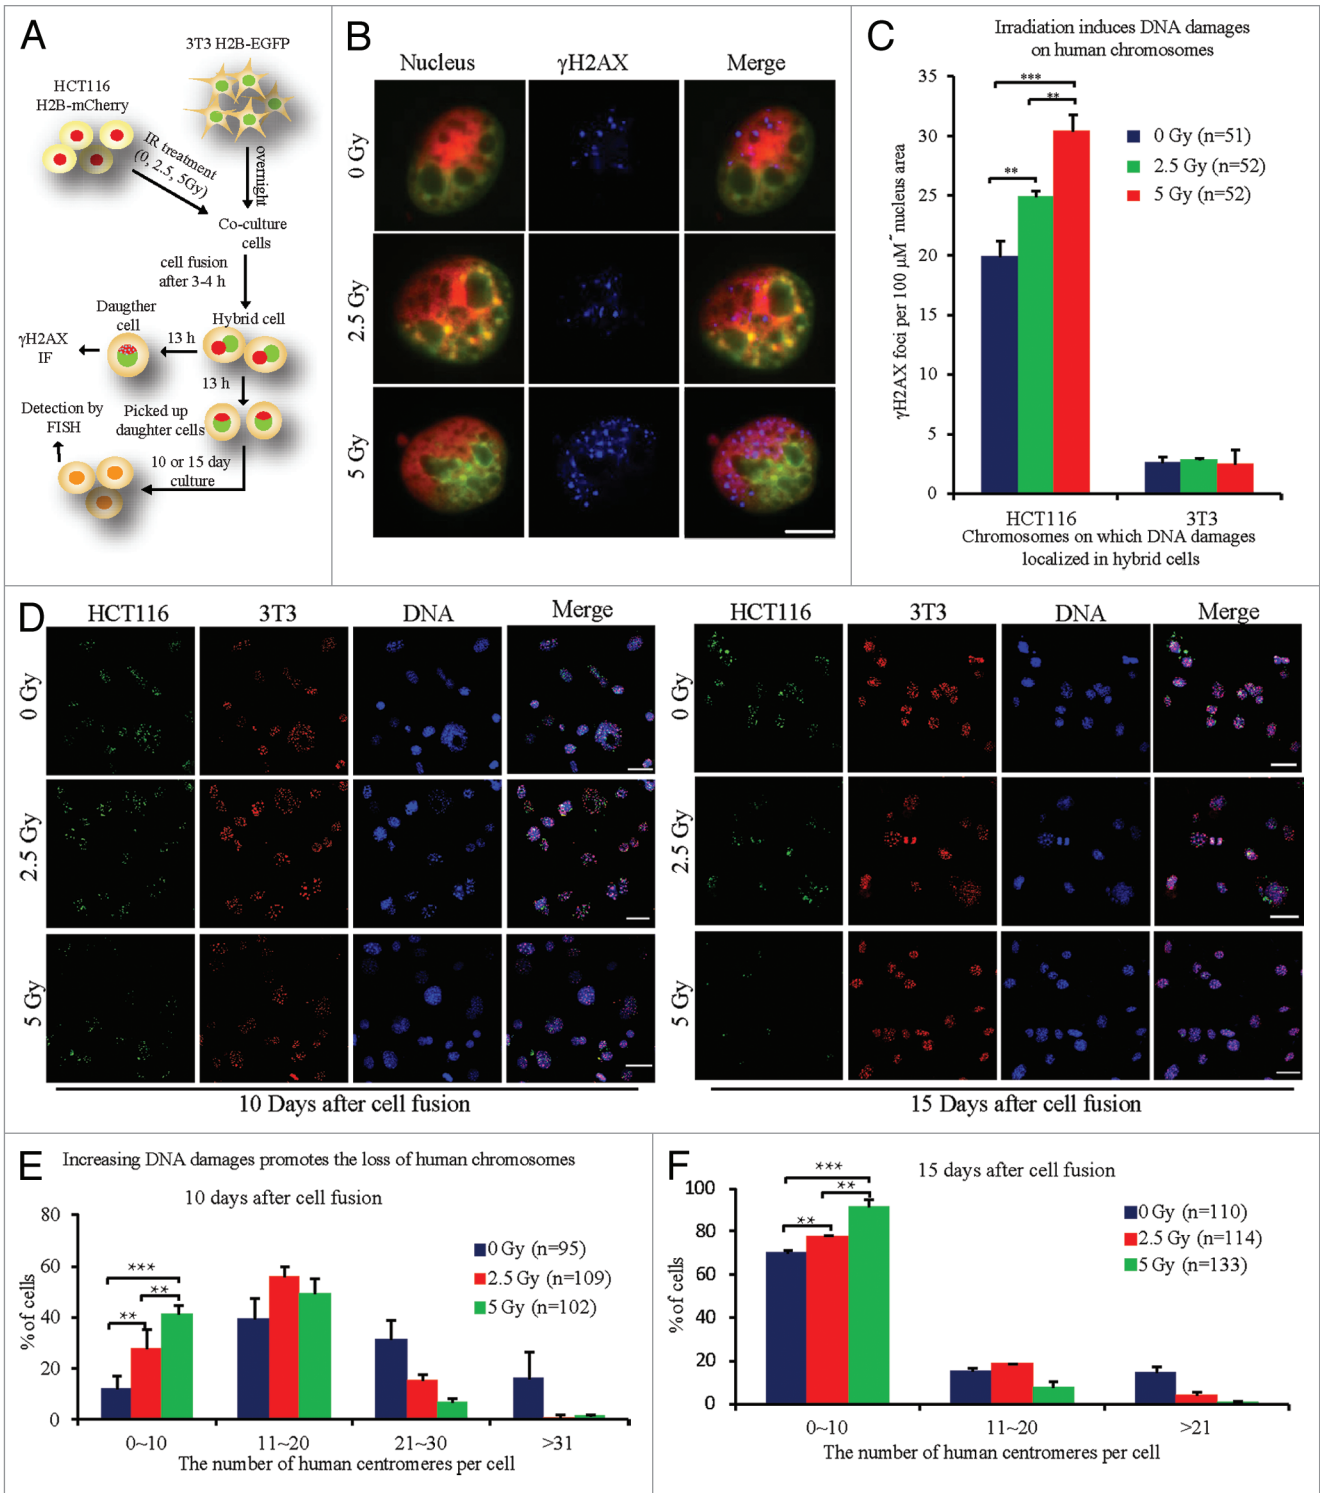 A
3T3 H2B-EGFP
HCT116
H2B-mCherry
IR treatment
(0, 2.5, 5Gy)
overnight
Co-culture
cells
cell fusion
after 3-4 h
Daugther
cell
Hybrid cell
γH2AX
IF
13 h
13 h
Detection by
FISH
Picked up
daughter cells
10 or 15 day
culture
B
Nucleus
γH2AX
Merge
0 Gy
2.5 Gy
5 Gy
C
Irradiation induces DNA damages
on human chromosomes
35
30
25
20
15
10
5
0
γH2AX foci per 100 μM˜ nucleus area
***
**
**
0 Gy (n=51)
2.5 Gy (n=52)
5 Gy (n=52)
HCT116
3T3
Chromosomes on which DNA damages
localized in hybrid cells
D
HCT116
3T3
DNA
Merge
0 Gy
2.5 Gy
5 Gy
10 Days after cell fusion
HCT116
3T3
DNA
Merge
0 Gy
2.5 Gy
5 Gy
15 Days after cell fusion
E
Increasing DNA damages promotes the loss of human chromosomes
10 days after cell fusion
80
60
40
20
0
% of cells
***
**
**
0 Gy (n=95)
2.5 Gy (n=109)
5 Gy (n=102)
0~10
11~20
21~30
>31
The number of human centromeres per cell
F
15 days after cell fusion
100
80
60
40
20
0
% of cells
***
**
**
0 Gy (n=110)
2.5 Gy (n=114)
5 Gy (n=133)
0~10
11~20
>21
The number of human centromeres per cell